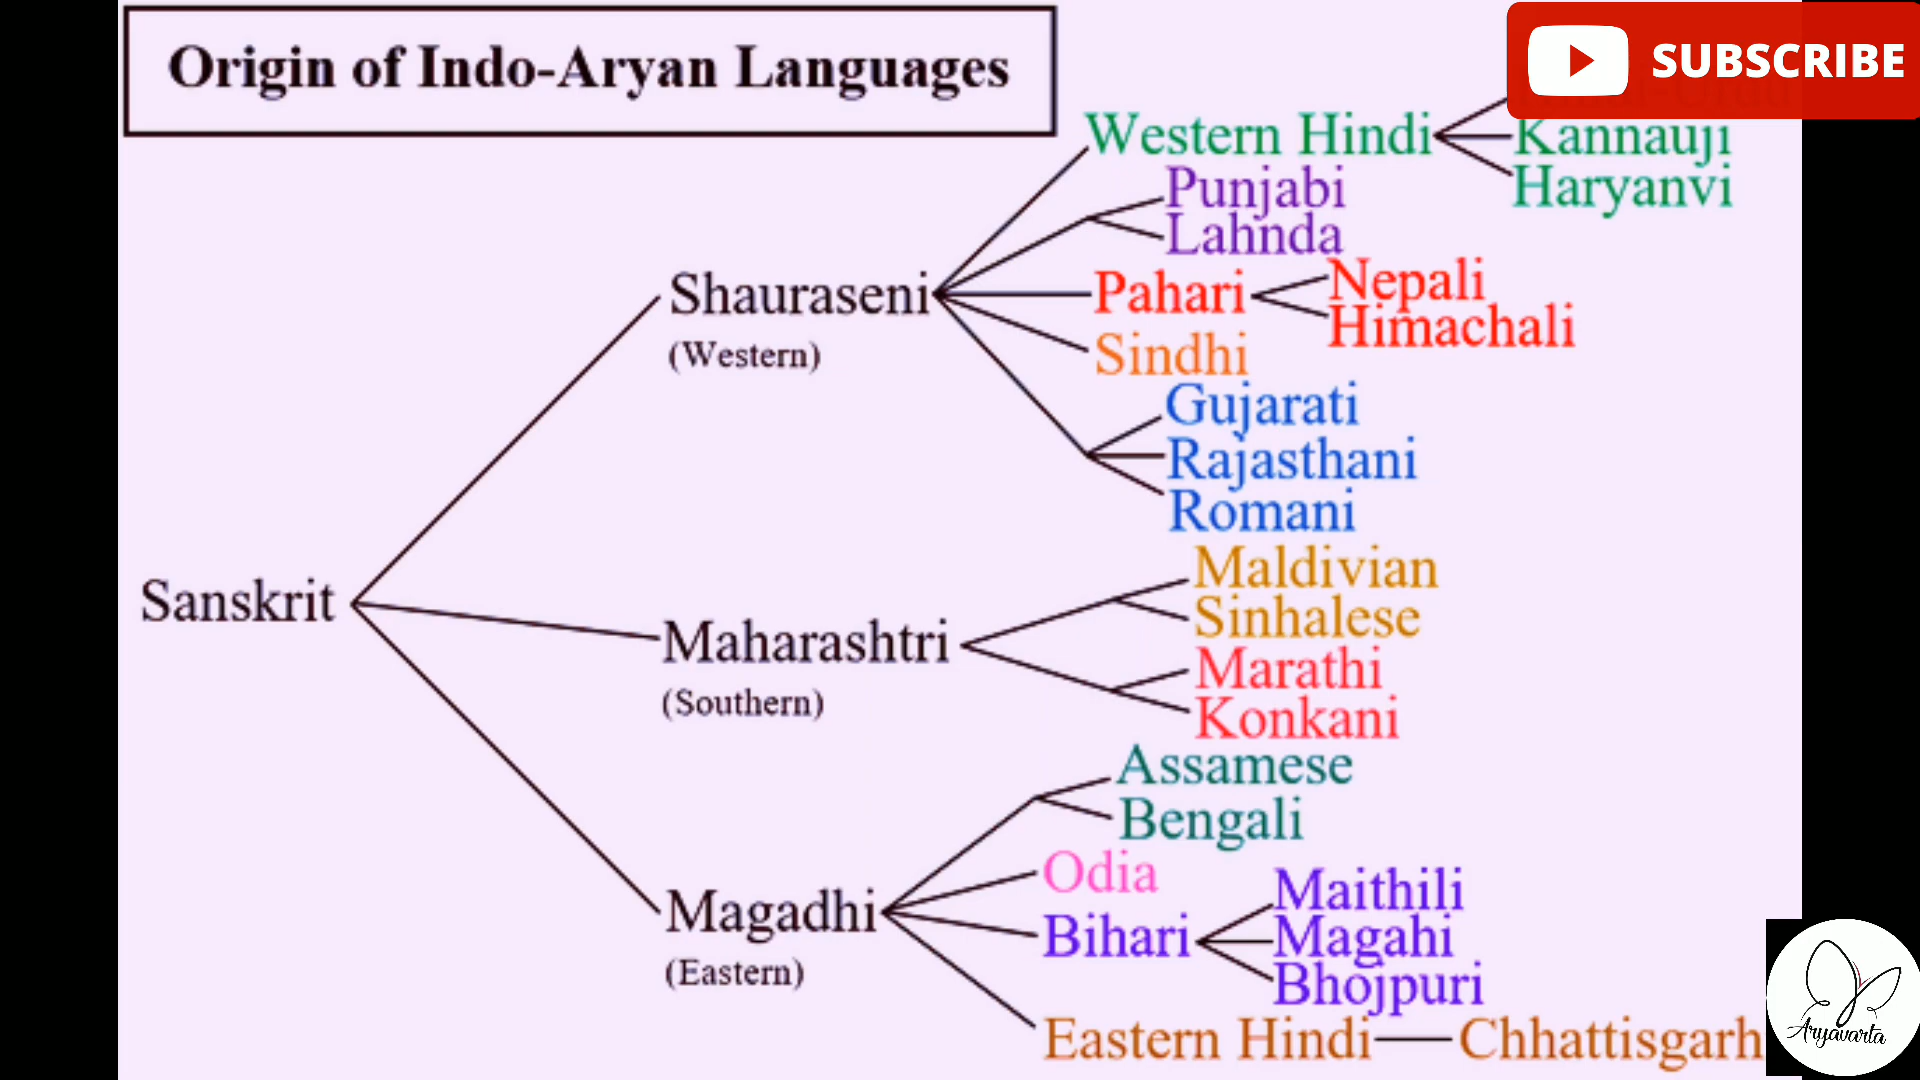 Origin of Indo-Aryan Languages
SUBSCRIBE
Western Hindi
Kannauji
Haryanvi
Punjabi
Lahnda
Shauraseni
(Western)
Pahari
Nepali
Himachali
Sindhi
Gujarati
Rajasthani
Romani
Sanskrit
Maharashtri
(Southern)
Maldivian
Sinhalese
Marathi
Konkani
Magadhi
(Eastern)
Assamese
Bengali
Odia
Bihari
Maithili
Magahi
Bhojpuri
Eastern Hindi
Chhattisgarh
Aryavarta